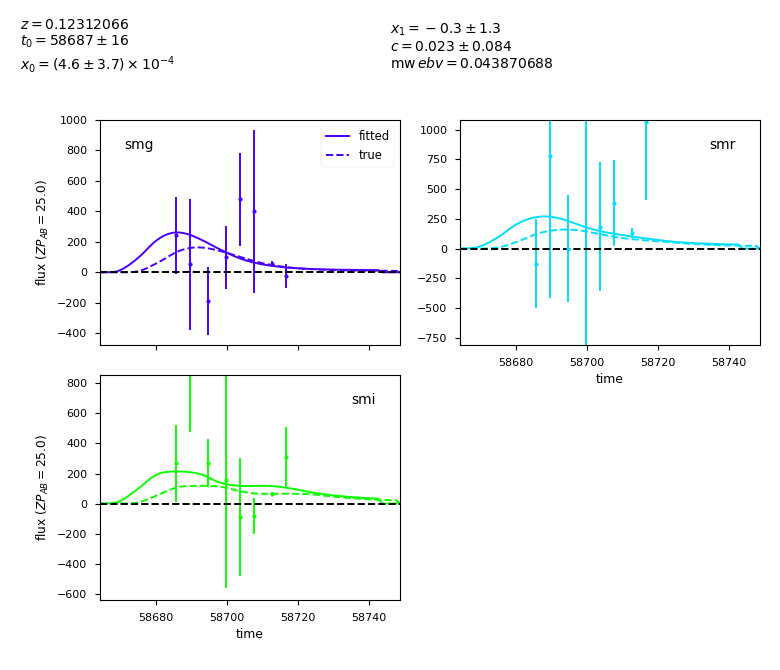 z = 0.12312066
t₀ = 58687 ± 16
x₀ = (4.6 ± 3.7) × 10⁻⁴
x₁ = −0.3 ± 1.3
c = 0.023 ± 0.084
mw ebv = 0.043870688
smg
fitted
true
1000
800
600
400
200
0
−200
−400
flux (ZP_AB = 25.0)
smr
1000
750
500
250
0
−250
−500
−750
58680 58700 58720 58740
time
smi
800
600
400
200
0
−200
−400
−600
flux (ZP_AB = 25.0)
58680 58700 58720 58740
time